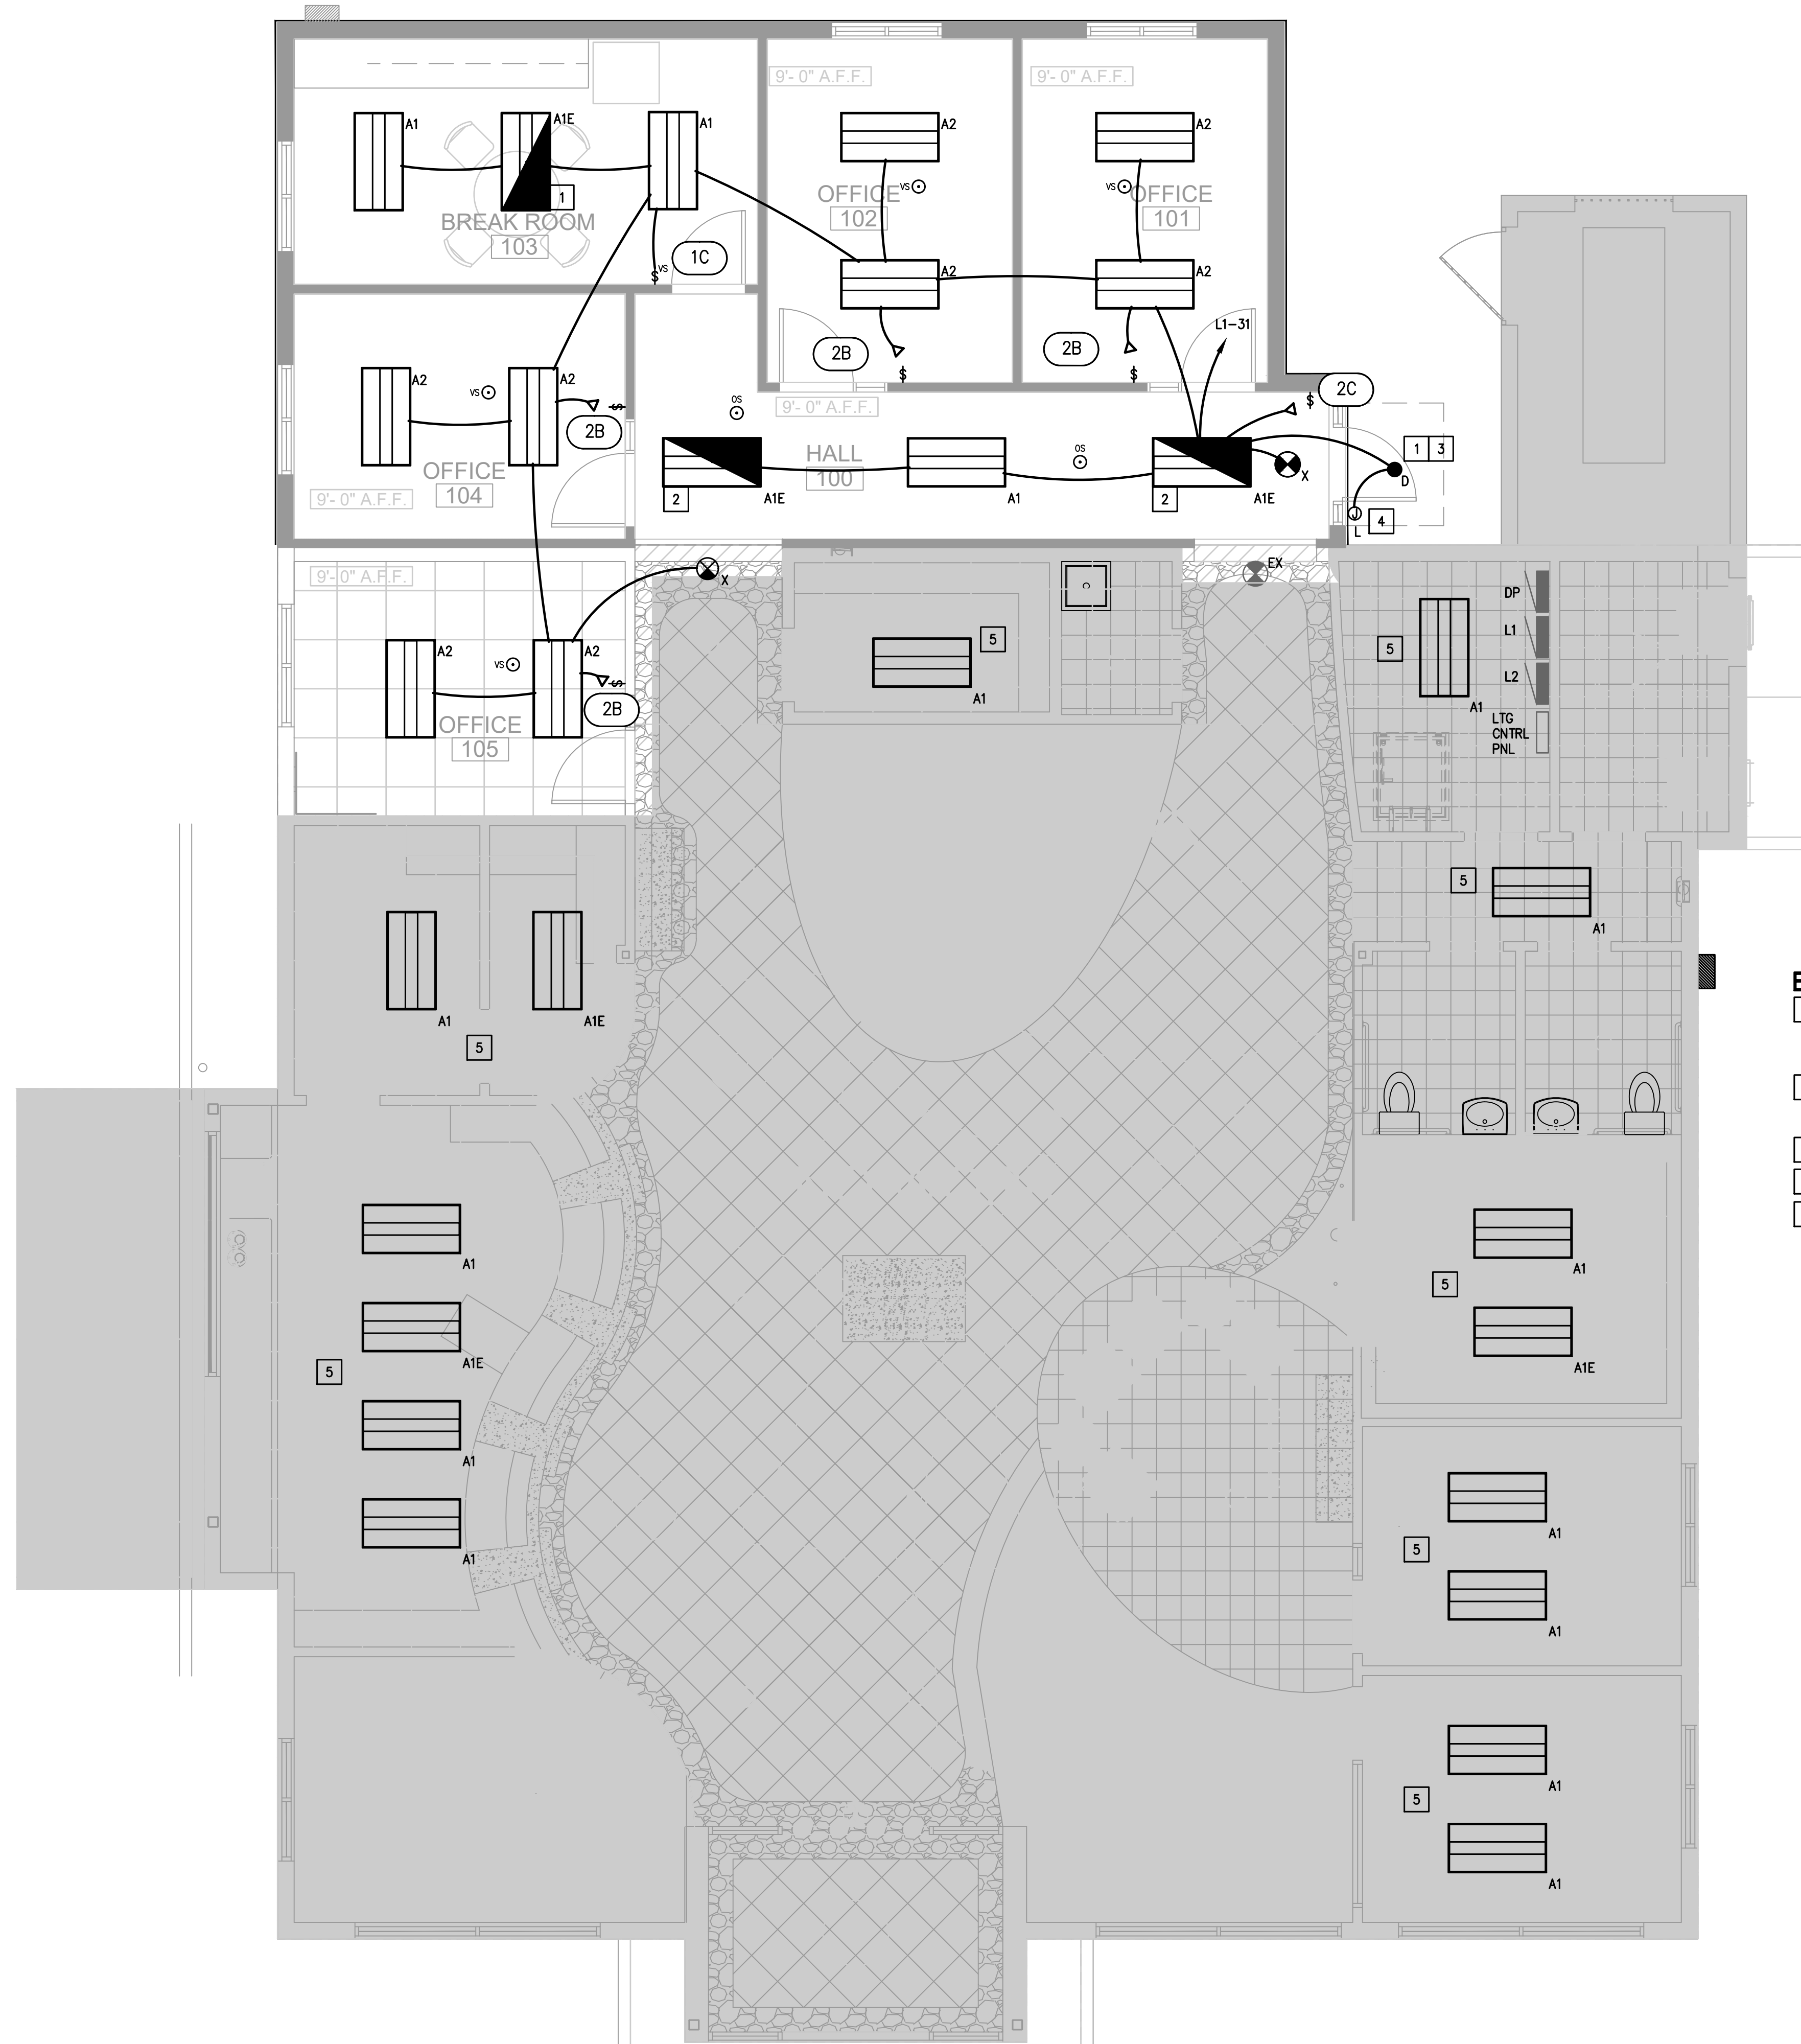 9'- 0" A.F.F.
9'- 0" A.F.F.
A1
A1E
A1
A2
A2
1
OFFICE
102
VS
VS
OFFICE
101
BREAK ROOM
103
$
VS
1C
A2
A2
2B
2B
L1-31
$
$
A2
A2
VS
$
2B
OS
9'- 0" A.F.F.
$
2C
OFFICE
104
9'- 0" A.F.F.
HALL
100
OS
2
A1E
A1
2
A1E
X
1
3
D
J
L
4
9'- 0" A.F.F.
X
EX
DP
L1
L2
LTG
CNTRL
PNL
5
A1
A2
A2
VS
$
2B
OFFICE
105
5
A1
5
A1
A1
A1E
5
A1
A1E
A1
A1
5
5
A1
A1E
5
A1
A1
5
A1
A1